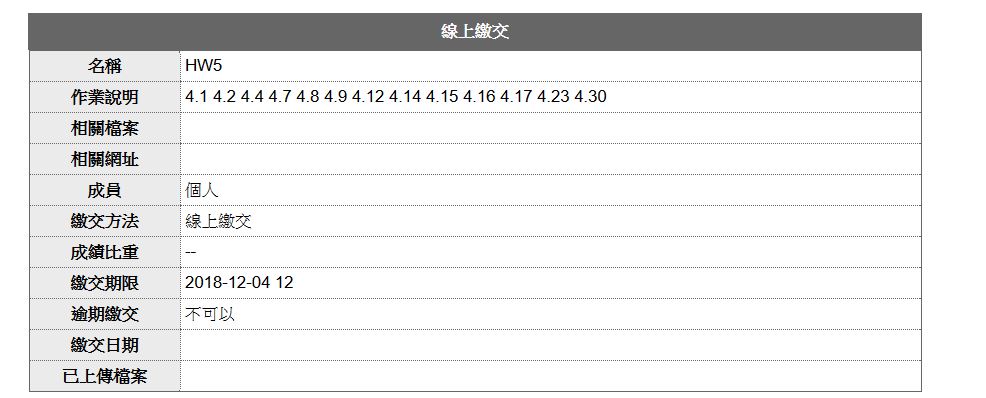 線上繳交
名稱 HW5
作業說明 4.1 4.2 4.4 4.7 4.8 4.9 4.12 4.14 4.15 4.16 4.17 4.23 4.30
相關檔案
相關網址
成員 個人
繳交方法 線上繳交
成績比重 --
繳交期限 2018-12-04 12
逾期繳交 不可以
繳交日期
已上傳檔案